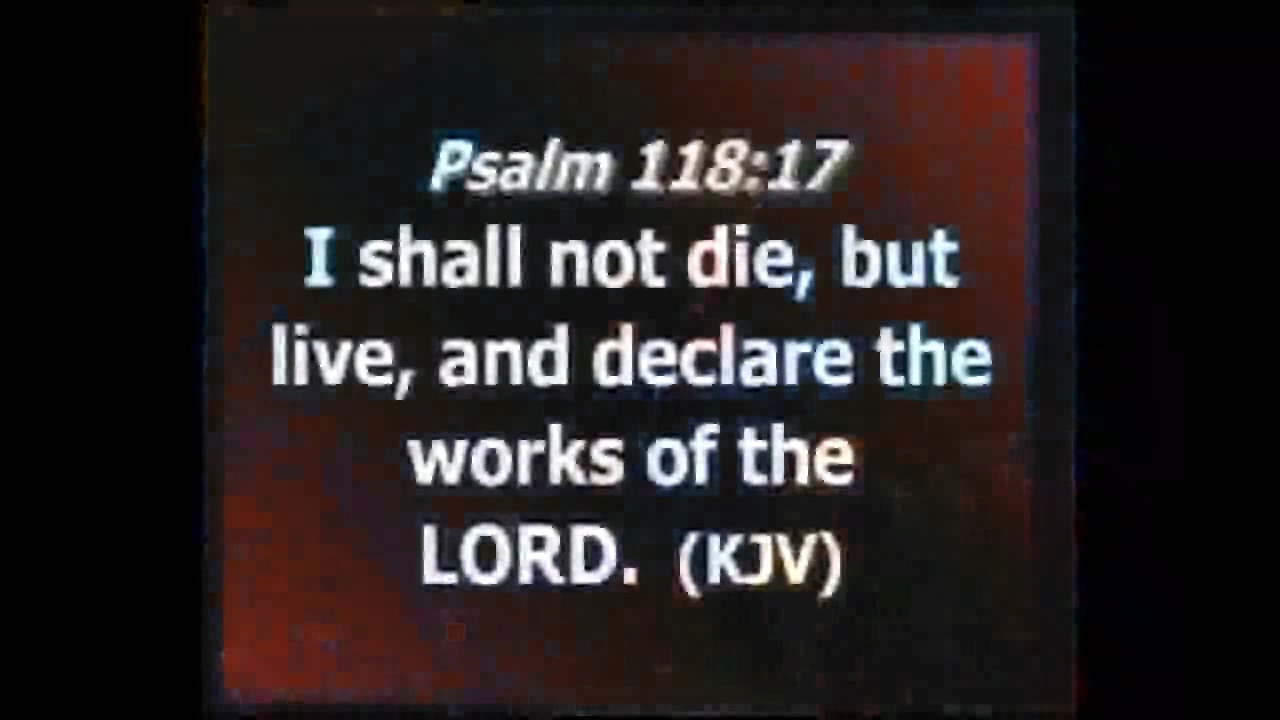 Psalm 118:17
I shall not die, but
live, and declare the
works of the
LORD. (KJV)